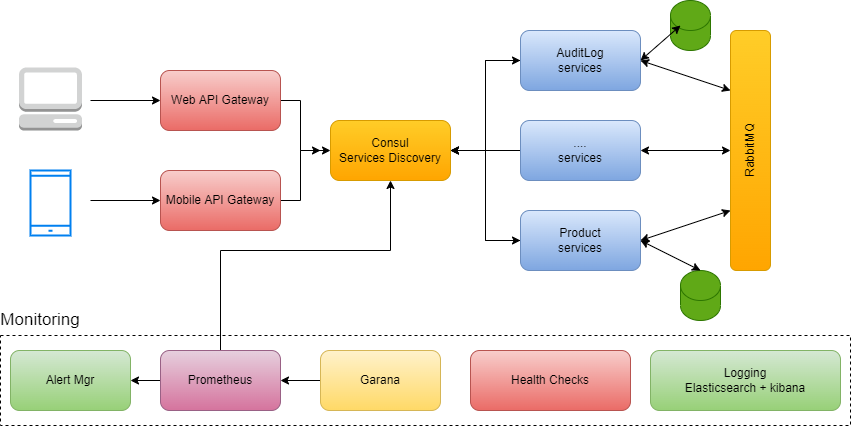 AuditLog
services
Web API Gateway
Consul
Services Discovery
....
services
RabbitMQ
Mobile API Gateway
Product
services
Monitoring
Alert Mgr
Prometheus
Garana
Health Checks
Logging
Elasticsearch + kibana